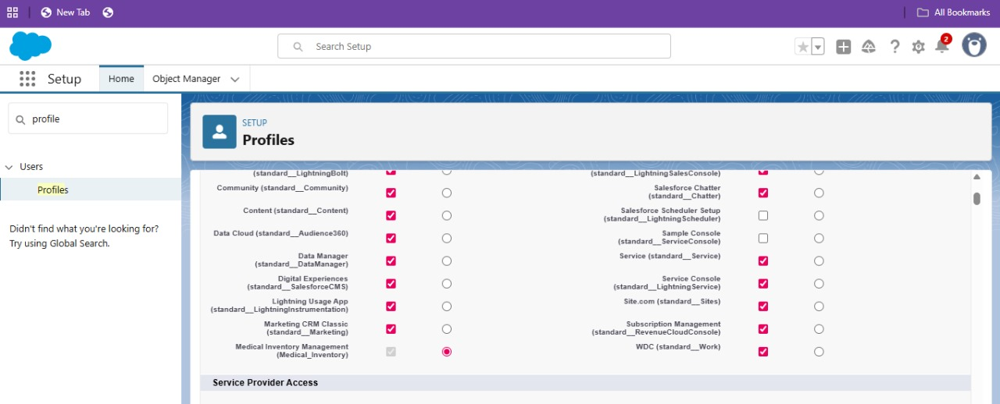 New Tab
All Bookmarks
Search Setup
2
Setup
Home
Object Manager
profile
Users
Profiles
Didn't find what you're looking for?
Try using Global Search.
SETUP
Profiles
(standard__LightningBolt)
(standard__LightningSalesConsole)
Community (standard__Community)
Salesforce Chatter
(standard__Chatter)
Content (standard__Content)
Salesforce Scheduler Setup
(standard__LightningScheduler)
Data Cloud (standard__Audience360)
Sample Console
(standard__ServiceConsole)
Data Manager
(standard__DataManager)
Service (standard__Service)
Digital Experiences
(standard__SalesforceCMS)
Service Console
(standard__LightningService)
Lightning Usage App
(standard__LightningInstrumentation)
Site.com (standard__Sites)
Marketing CRM Classic
(standard__Marketing)
Subscription Management
(standard__RevenueCloudConsole)
Medical Inventory Management
(Medical_Inventory)
WDC (standard__Work)
Service Provider Access